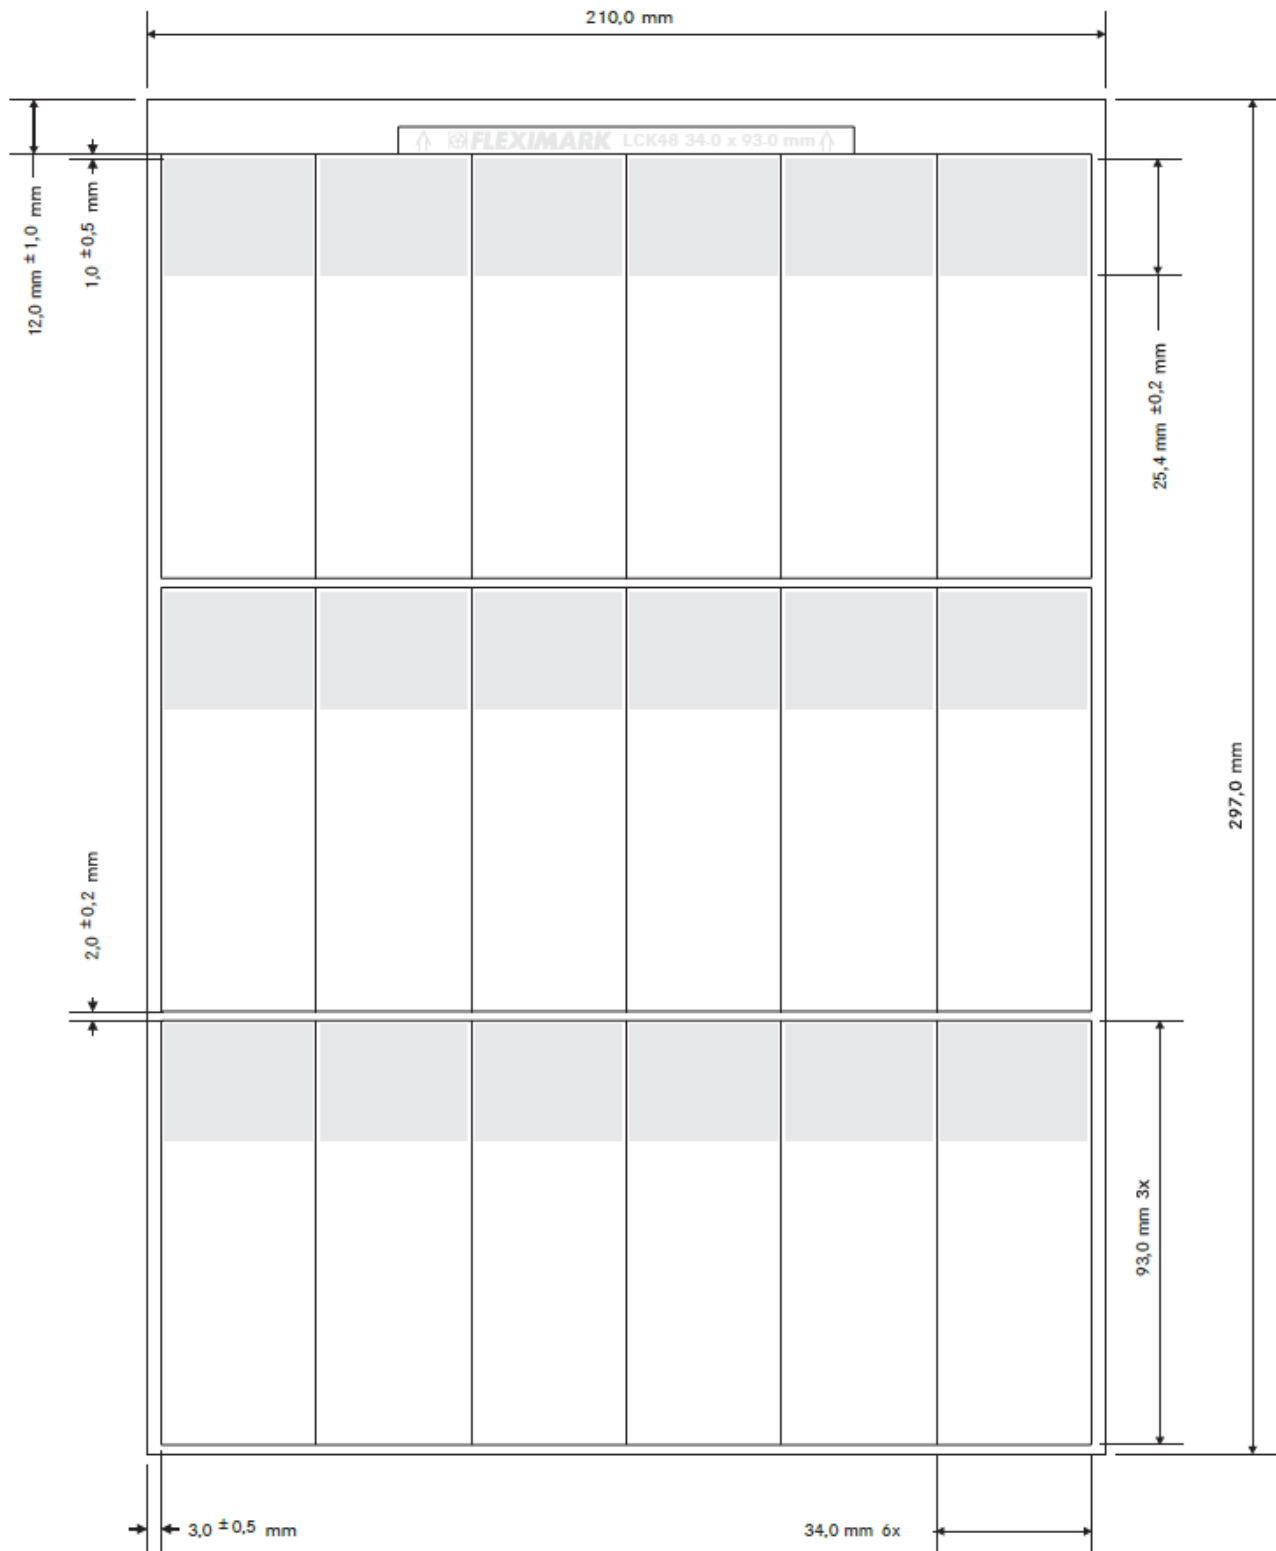 210,0 mm
FLEXIMARK LCK48 34.0 x 93.0 mm
12,0 mm ±1,0 mm
1,0 ±0,5 mm
25,4 mm ±0,2 mm
297,0 mm
2,0 ±0,2 mm
93,0 mm 3x
3,0 ±0,5 mm
34,0 mm 6x